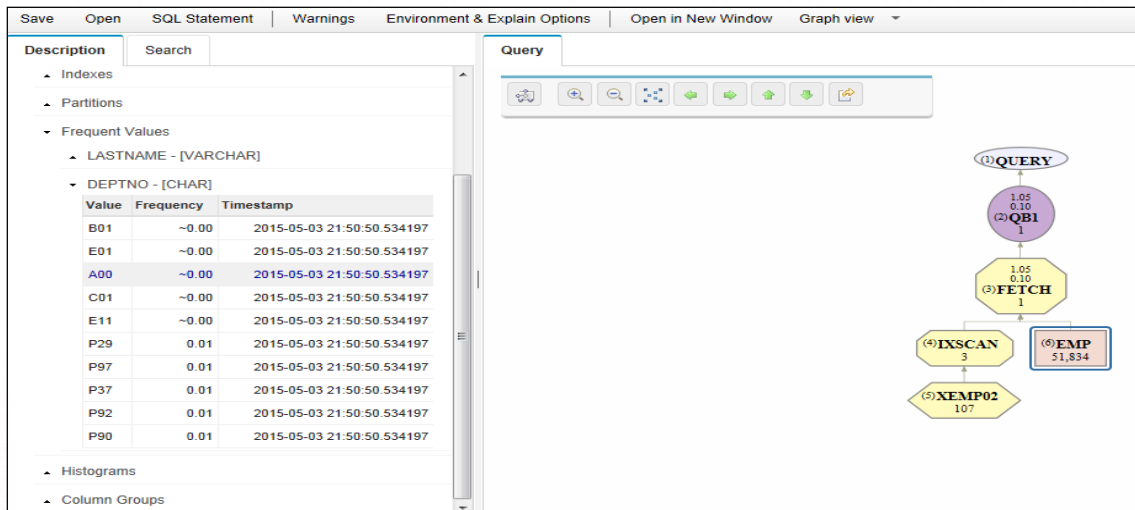 Save Open SQL Statement Warnings Environment & Explain Options Open in New Window Graph view
Description Search
Indexes
Partitions
Frequent Values
LASTNAME - [VARCHAR]
DEPTNO - [CHAR]
Value Frequency Timestamp
B01 ~0.00 2015-05-03 21:50:50.534197
E01 ~0.00 2015-05-03 21:50:50.534197
A00 ~0.00 2015-05-03 21:50:50.534197
C01 ~0.00 2015-05-03 21:50:50.534197
E11 ~0.00 2015-05-03 21:50:50.534197
P29 0.01 2015-05-03 21:50:50.534197
P97 0.01 2015-05-03 21:50:50.534197
P37 0.01 2015-05-03 21:50:50.534197
P92 0.01 2015-05-03 21:50:50.534197
P90 0.01 2015-05-03 21:50:50.534197
Histograms
Column Groups
Query
(1)QUERY
1.05
0.10
(2)QB1
1
1.05
0.10
(3)FETCH
1
(4)IXSCAN
3
(6)EMP
51,834
(5)XEMP02
107